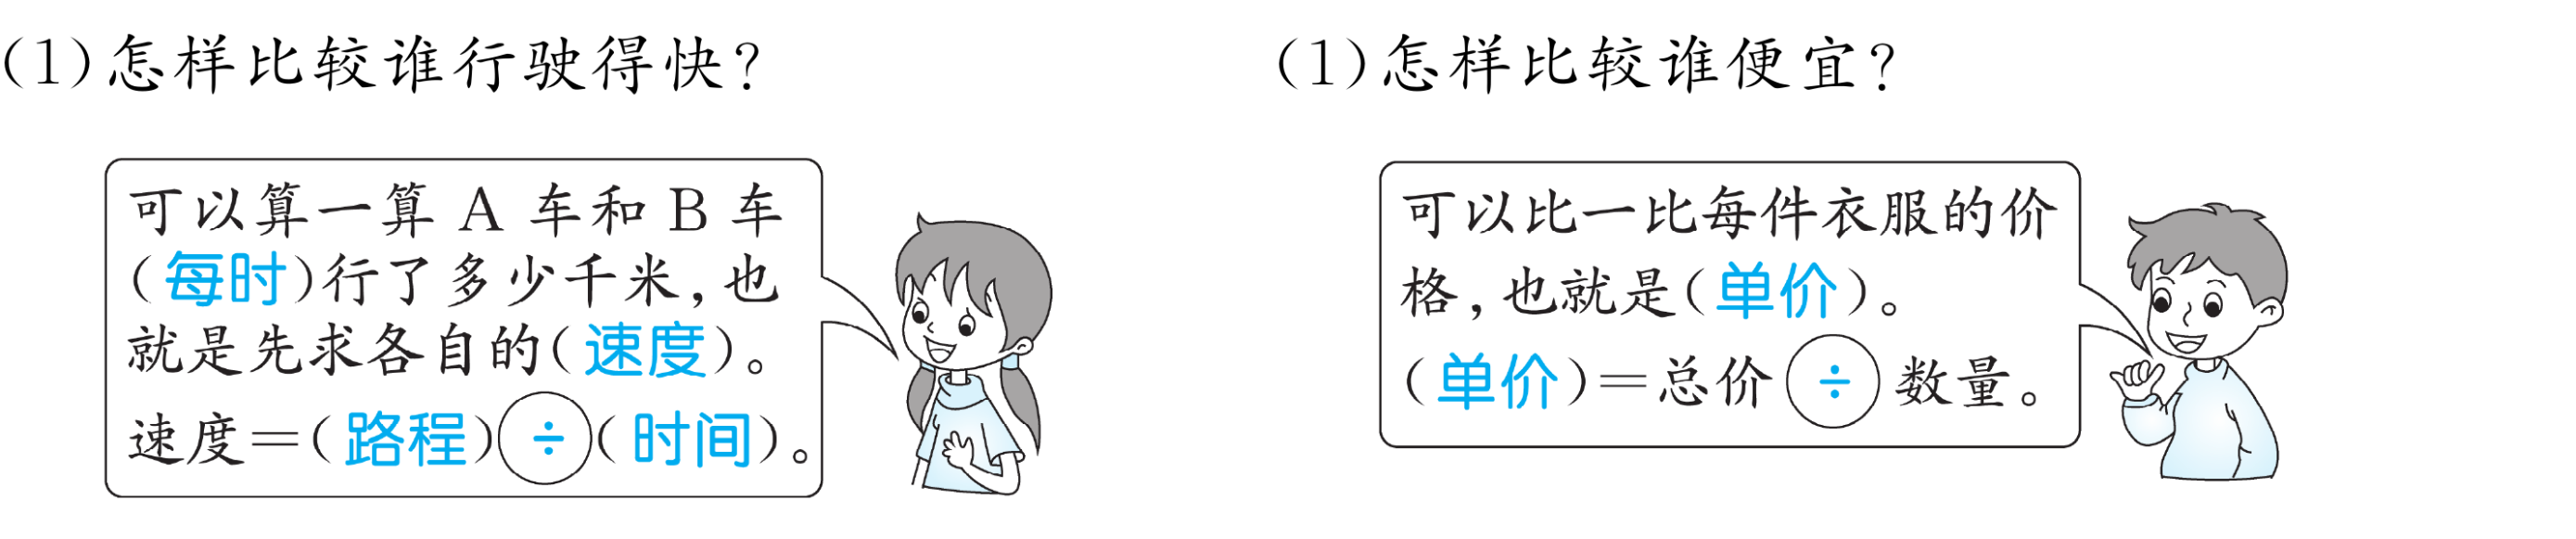 (1)怎样比较谁行驶得快?
可以算一算 A 车和 B 车
(每时)行了多少千米,也
就是先求各自的(速度)。
速度=(路程)÷(时间)。
(1)怎样比较谁便宜?
可以比一比每件衣服的价
格,也就是(单价)。
(单价)=总价÷数量。